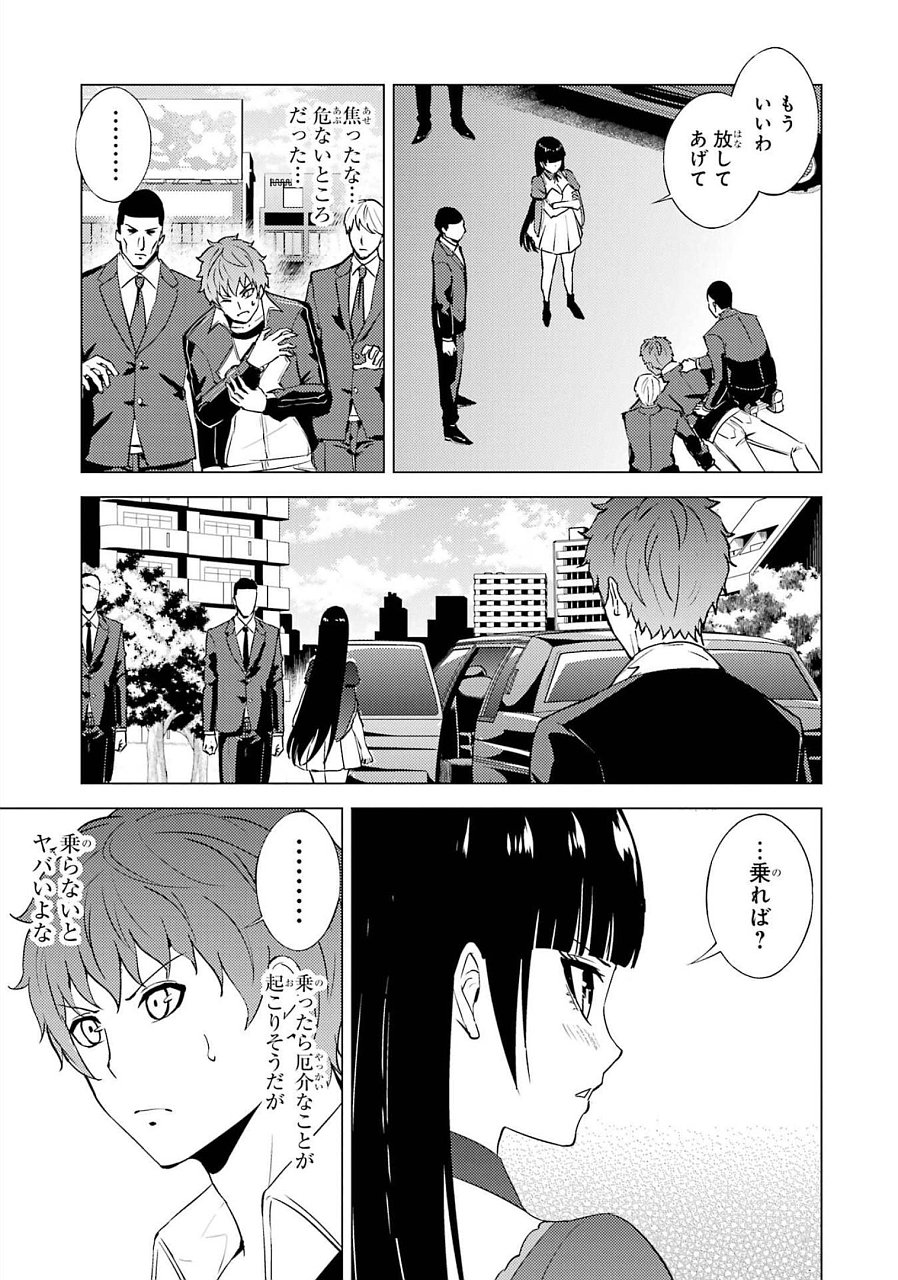 もう
いいわ
放して
あげて
焦ったな…
危ないところ
だった…
………
…乗れば？
………
乗ったら厄介なことが
起こりそうだが
乗らないと
ヤバいよな